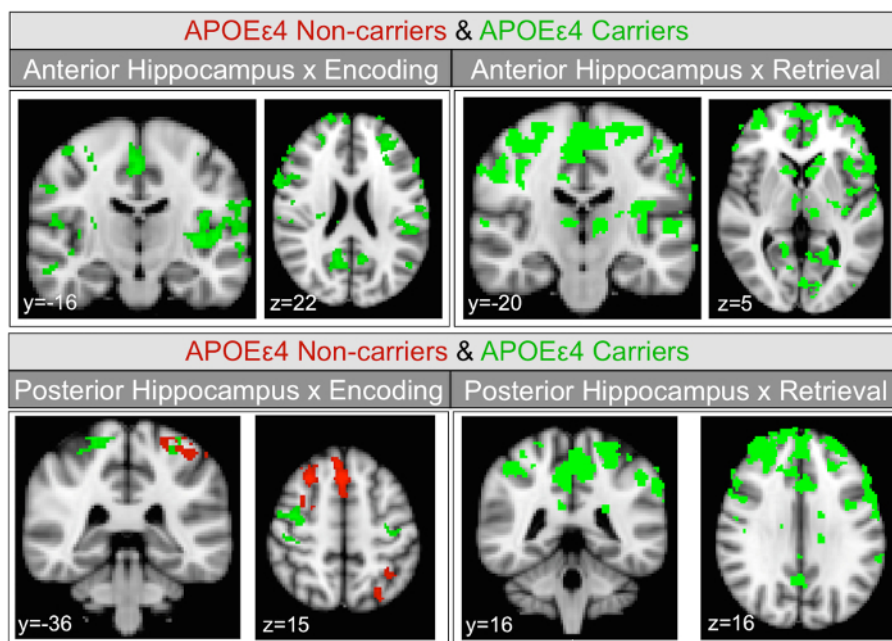 APOEε4 Non-carriers & APOEε4 Carriers
Anterior Hippocampus x Encoding
Anterior Hippocampus x Retrieval
y=-16
z=22
y=-20
z=5
APOEε4 Non-carriers & APOEε4 Carriers
Posterior Hippocampus x Encoding
Posterior Hippocampus x Retrieval
y=-36
z=15
y=16
z=16